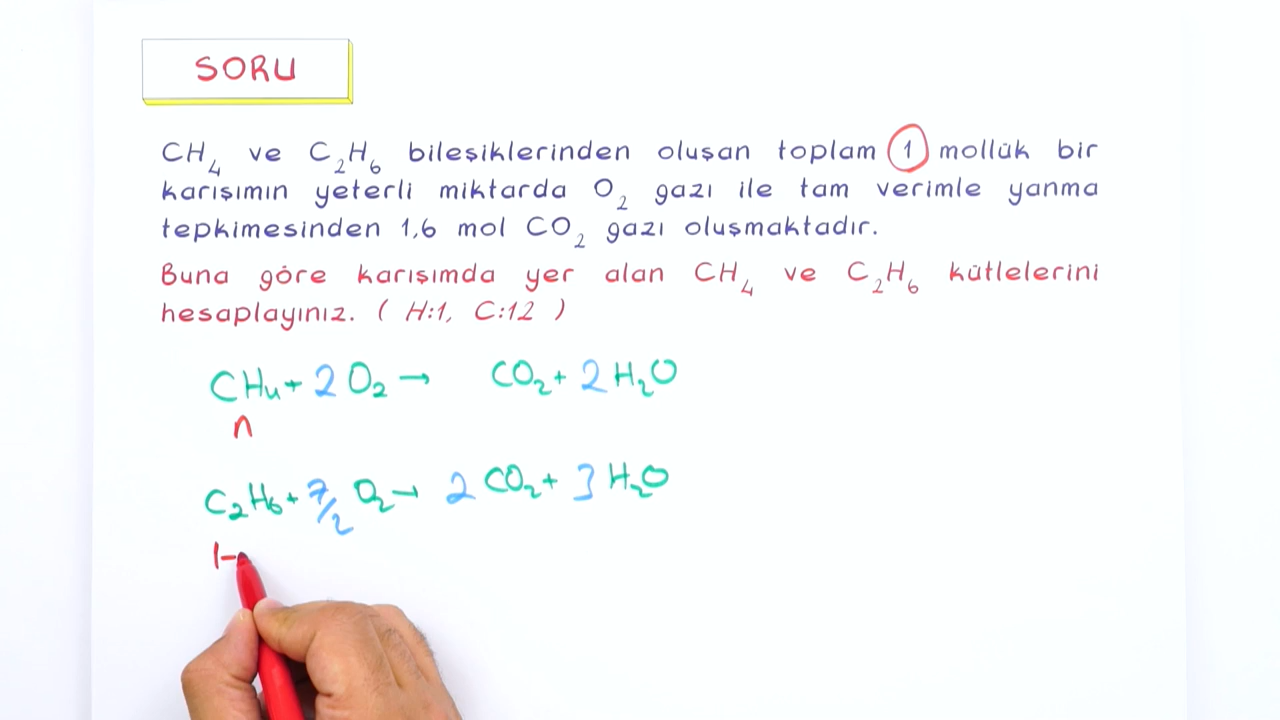 SORU
CH₄ ve C₂H₆ bileşiklerinden oluşan toplam 1 mollük bir
karışımın yeterli miktarda O₂ gazı ile tam verimle yanma
tepkimesinden 1,6 mol CO₂ gazı oluşmaktadır.
Buna göre karışımda yer alan CH₄ ve C₂H₆ kütlelerini
hesaplayınız. ( H:1, C:12 )
CH₄ + 2 O₂ → CO₂ + 2 H₂O
n
C₂H₆ + 7/2 O₂ → 2 CO₂ + 3 H₂O
1-